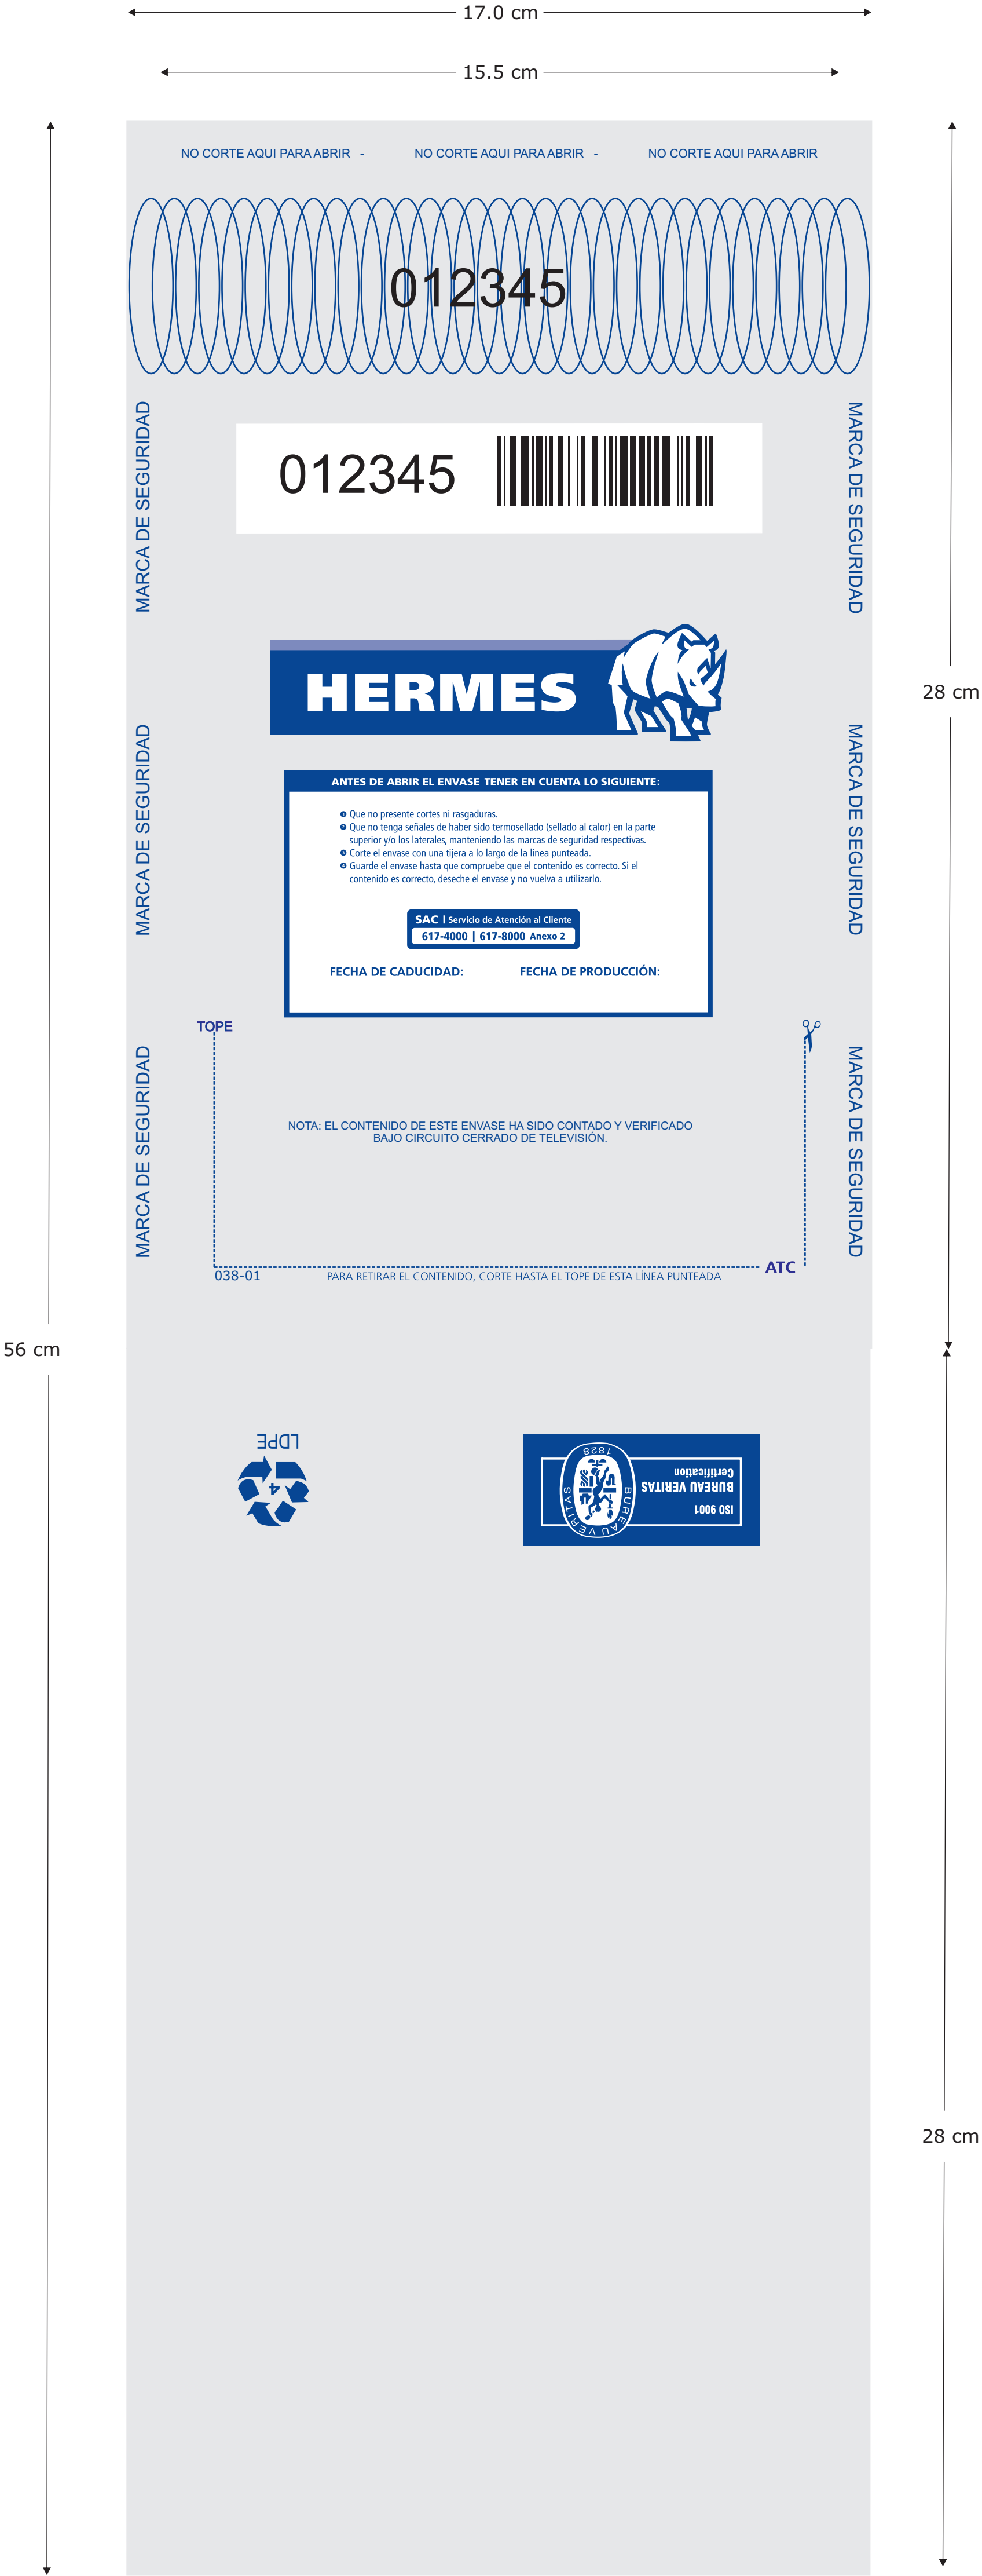 17.0 cm
15.5 cm
NO CORTE AQUI PARA ABRIR - NO CORTE AQUI PARA ABRIR - NO CORTE AQUI PARA ABRIR
012345
MARCA DE SEGURIDAD
MARCA DE SEGURIDAD
012345
28 cm
HERMES
MARCA DE SEGURIDAD
MARCA DE SEGURIDAD
ANTES DE ABRIR EL ENVASE TENER EN CUENTA LO SIGUIENTE:
1 Que no presente cortes ni rasgaduras.
2 Que no tenga señales de haber sido termosellado (sellado al calor) en la parte
superior y/o los laterales, manteniendo las marcas de seguridad respectivas.
3 Corte el envase con una tijera a lo largo de la línea punteada.
4 Guarde el envase hasta que compruebe que el contenido es correcto. Si el
contenido es correcto, deseche el envase y no vuelva a utilizarlo.
SAC | Servicio de Atención al Cliente
617-4000 | 617-8000 Anexo 2
FECHA DE CADUCIDAD: FECHA DE PRODUCCIÓN:
TOPE
MARCA DE SEGURIDAD
MARCA DE SEGURIDAD
NOTA: EL CONTENIDO DE ESTE ENVASE HA SIDO CONTADO Y VERIFICADO
BAJO CIRCUITO CERRADO DE TELEVISIÓN.
ATC
038-01 PARA RETIRAR EL CONTENIDO, CORTE HASTA EL TOPE DE ESTA LÍNEA PUNTEADA
56 cm
LDPE
4
ISO 9001
BUREAU VERITAS
Certification
BUREAU VERITAS
1828
28 cm